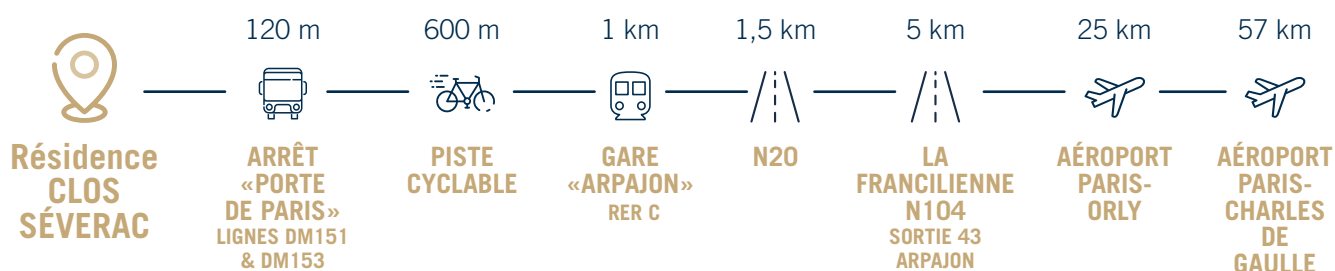 120 m
600 m
1 km
1,5 km
5 km
25 km
57 km
Résidence
CLOS
SÉVERAC
ARRÊT
«PORTE
DE PARIS»
LIGNES DM151
& DM153
PISTE
CYCLABLE
GARE
«ARPAJON»
RER C
N20
LA
FRANCILIENNE
N104
SORTIE 43
ARPAJON
AÉROPORT
PARIS-
ORLY
AÉROPORT
PARIS-
CHARLES
DE
GAULLE